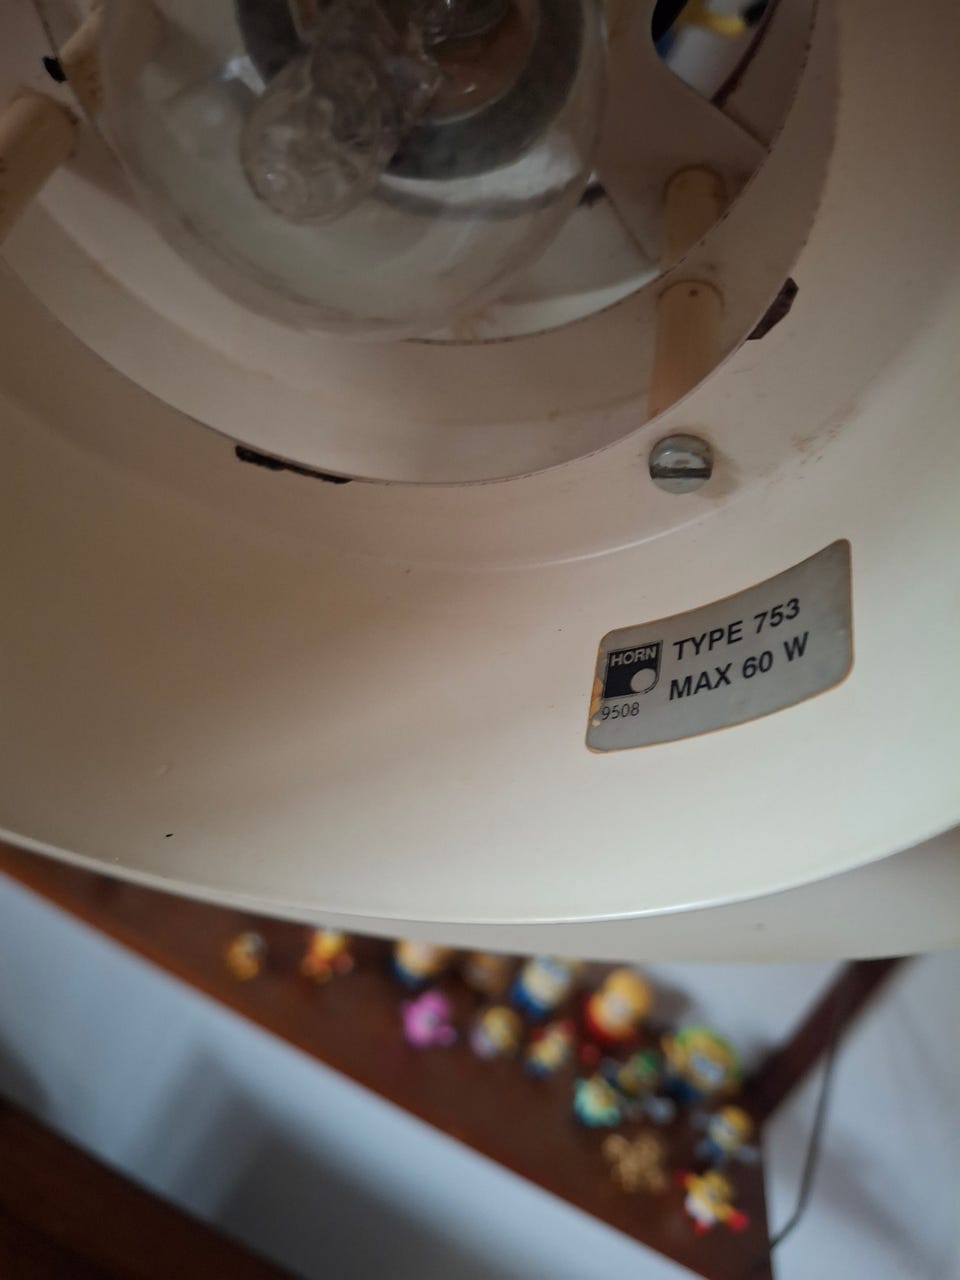 HORN
TYPE 753
MAX 60 W
9508